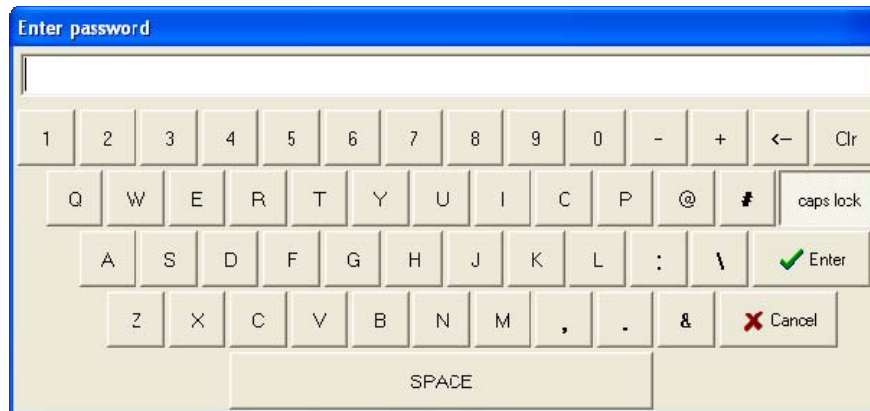 Enter password
1 2 3 4 5 6 7 8 9 0 - + <-- Clr
Q W E R T Y U I C P @ # caps lock
A S D F G H J K L : \ Enter
Z X C V B N M , . & Cancel
SPACE